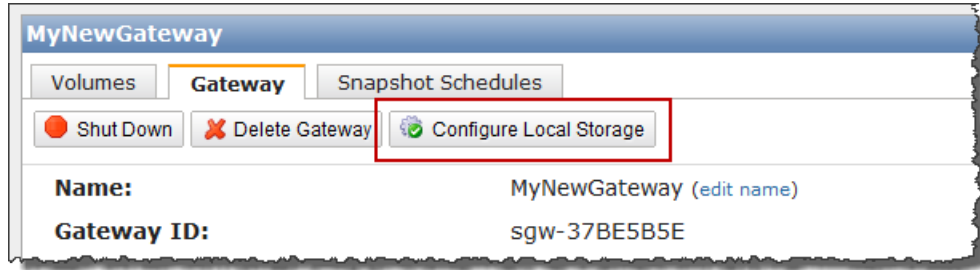 MyNewGateway
Volumes Gateway Snapshot Schedules
Shut Down Delete Gateway Configure Local Storage
Name: MyNewGateway (edit name)
Gateway ID: sgw-37BE5B5E